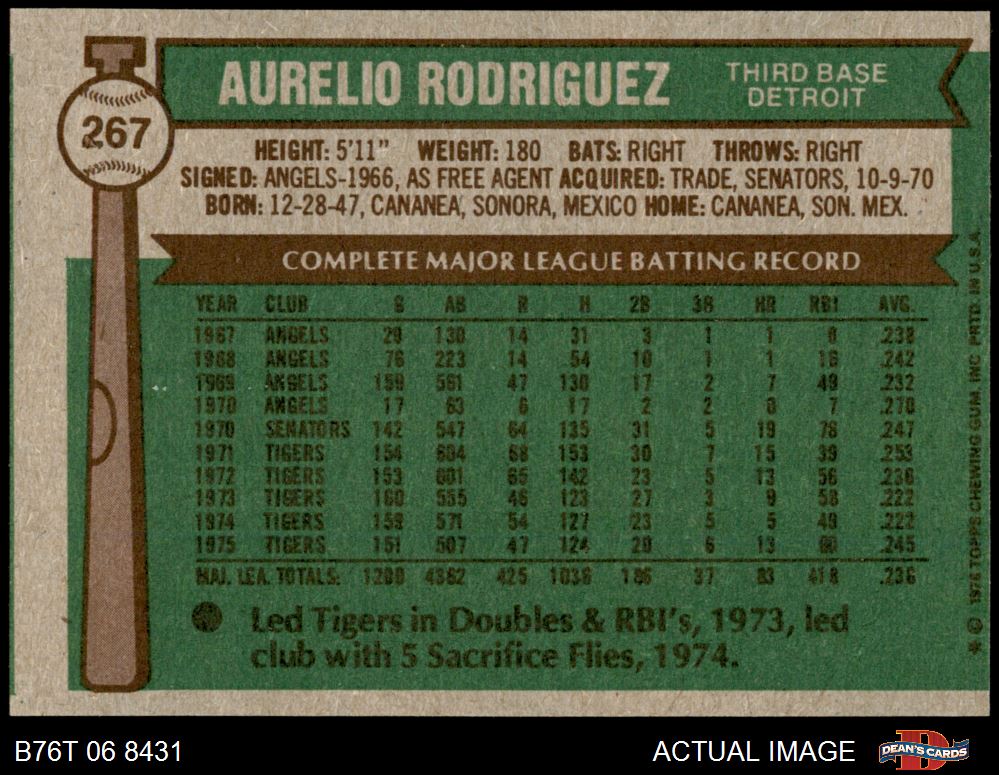 267
AURELIO RODRIGUEZ
THIRD BASE
DETROIT
HEIGHT: 5'11" WEIGHT: 180 BATS: RIGHT THROWS: RIGHT
SIGNED: ANGELS-1966, AS FREE AGENT ACQUIRED: TRADE, SENATORS, 10-9-70
BORN: 12-28-47, CANANEA, SONORA, MEXICO HOME: CANANEA, SON. MEX.
COMPLETE MAJOR LEAGUE BATTING RECORD
YEAR CLUB G AB R H 2B 3B HR RBI AVG.
1967 ANGELS 29 130 14 31 3 1 1 8 .238
1968 ANGELS 76 223 14 54 10 1 1 16 .242
1969 ANGELS 159 561 47 130 17 2 7 49 .232
1970 ANGELS 17 63 6 17 2 2 0 7 .270
1970 SENATORS 142 547 64 135 31 5 19 76 .247
1971 TIGERS 154 604 68 153 30 7 15 39 .253
1972 TIGERS 153 601 65 142 23 5 13 56 .236
1973 TIGERS 160 555 46 123 27 3 9 58 .222
1974 TIGERS 159 571 54 127 23 5 5 49 .222
1975 TIGERS 151 507 47 124 20 6 13 60 .245
MAJ. LEA. TOTALS: 1200 4362 425 1036 186 37 83 418 .236
Led Tigers in Doubles & RBI's, 1973, led
club with 5 Sacrifice Flies, 1974.
* © 1976 TOPPS CHEWING GUM, INC. PRTD. IN U.S.A.
B76T 06 8431
ACTUAL IMAGE
DEAN'S CARDS